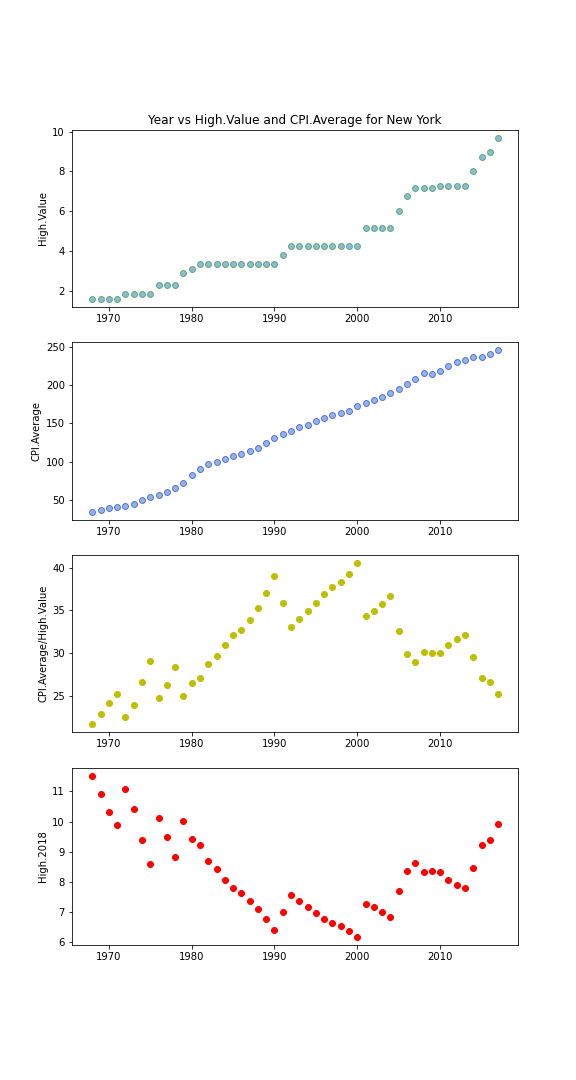 Year vs High.Value and CPI.Average for New York
10
8
6
4
2
High.Value
1970 1980 1990 2000 2010
250
200
150
100
50
CPI.Average
1970 1980 1990 2000 2010
40
35
30
25
CPI.Average/High.Value
1970 1980 1990 2000 2010
11
10
9
8
7
6
High.2018
1970 1980 1990 2000 2010